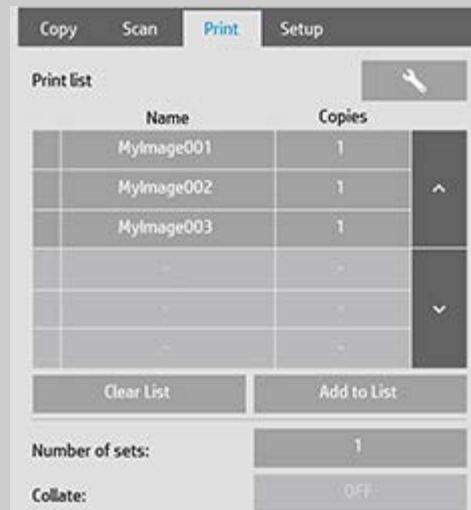 Copy Scan Print Setup
Print list
Name Copies
MyImage001 1
MyImage002 1
MyImage003 1
- -
- -
- -
Clear List Add to List
Number of sets: 1
Collate: OFF